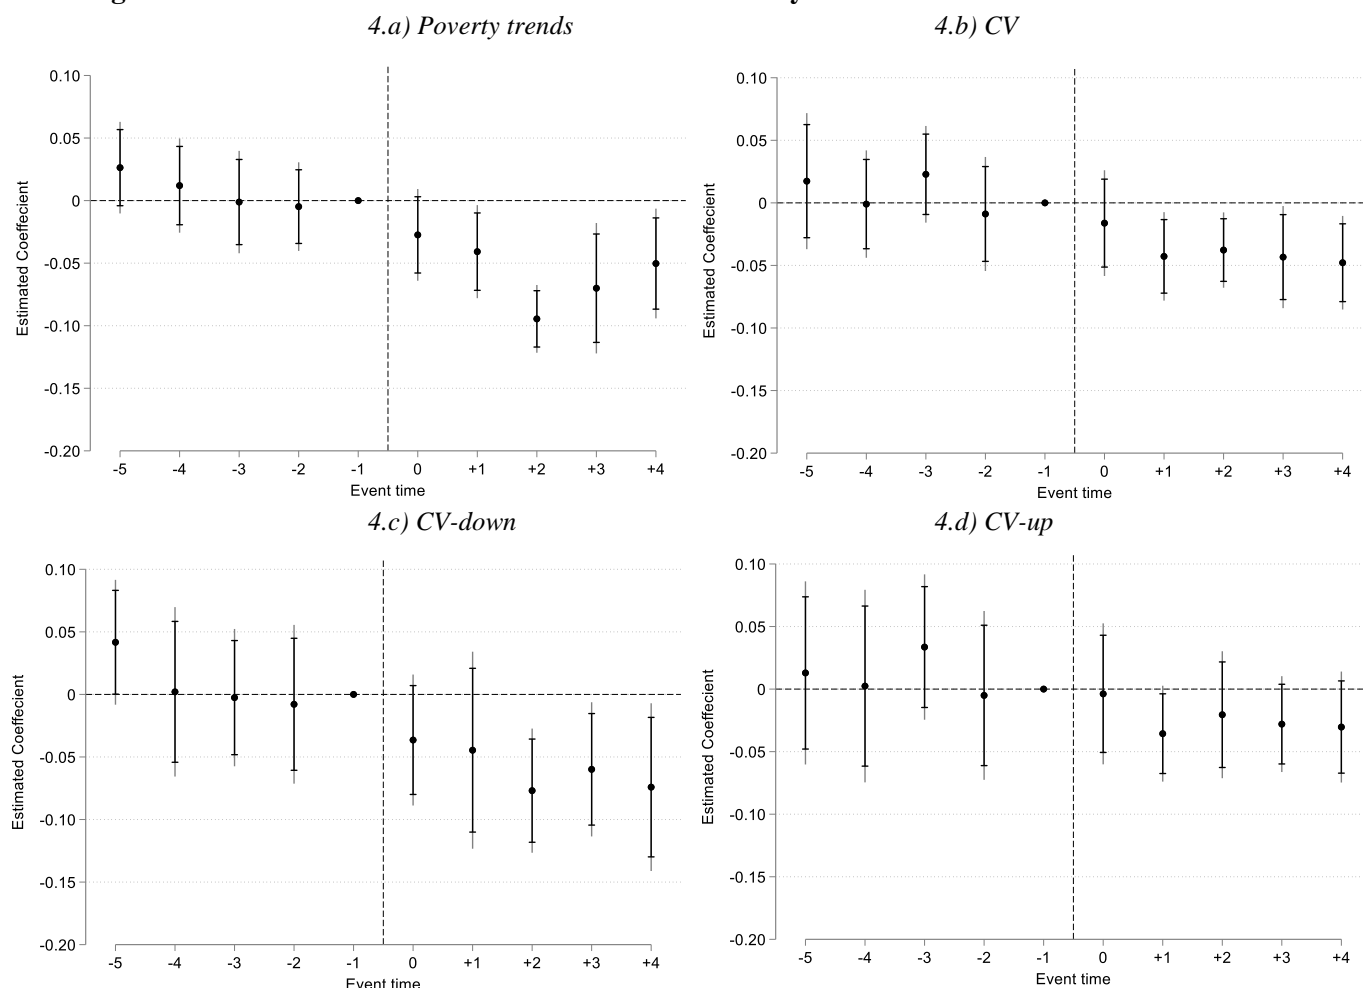 4.a) Poverty trends
4.b) CV
0.10
0.05
0
-0.05
-0.10
-0.15
-0.20
Estimated Coeffecient
-5 -4 -3 -2 -1 0 +1 +2 +3 +4
Event time
0.10
0.05
0
-0.05
-0.10
-0.15
-0.20
Estimated Coeffecient
-5 -4 -3 -2 -1 0 +1 +2 +3 +4
Event time
4.c) CV-down
4.d) CV-up
0.10
0.05
0
-0.05
-0.10
-0.15
-0.20
Estimated Coeffecient
-5 -4 -3 -2 -1 0 +1 +2 +3 +4
Event time
0.10
0.05
0
-0.05
-0.10
-0.15
-0.20
Estimated Coeffecient
-5 -4 -3 -2 -1 0 +1 +2 +3 +4
Event time